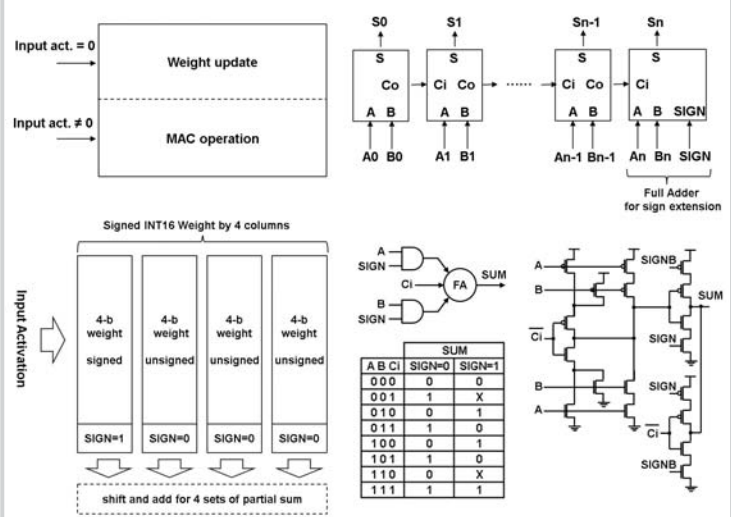 Input act. = 0
Weight update
Input act. ≠ 0
MAC operation
S0 S1 Sn-1 Sn
S S S S
Co Ci Co ...... Ci Co Ci
A B A B A B A B SIGN
A0 B0 A1 B1 An-1 Bn-1 An Bn SIGN
Full Adder
for sign extension
Signed INT16 Weight by 4 columns
Input Activation
4-b 4-b 4-b 4-b
weight weight weight weight
signed unsigned unsigned unsigned
SIGN=1 SIGN=0 SIGN=0 SIGN=0
shift and add for 4 sets of partial sum
A
SIGN
Ci FA SUM
B
SIGN
SUM
A B Ci SIGN=0 SIGN=1
0 0 0 0 0
0 0 1 1 X
0 1 0 0 1
0 1 1 1 0
1 0 0 0 1
1 0 1 1 0
1 1 0 0 X
1 1 1 1 1
A
B
C̅i̅
B
A
SIGNB
SUM
SIGN
SIGN
C̅i̅
SIGNB